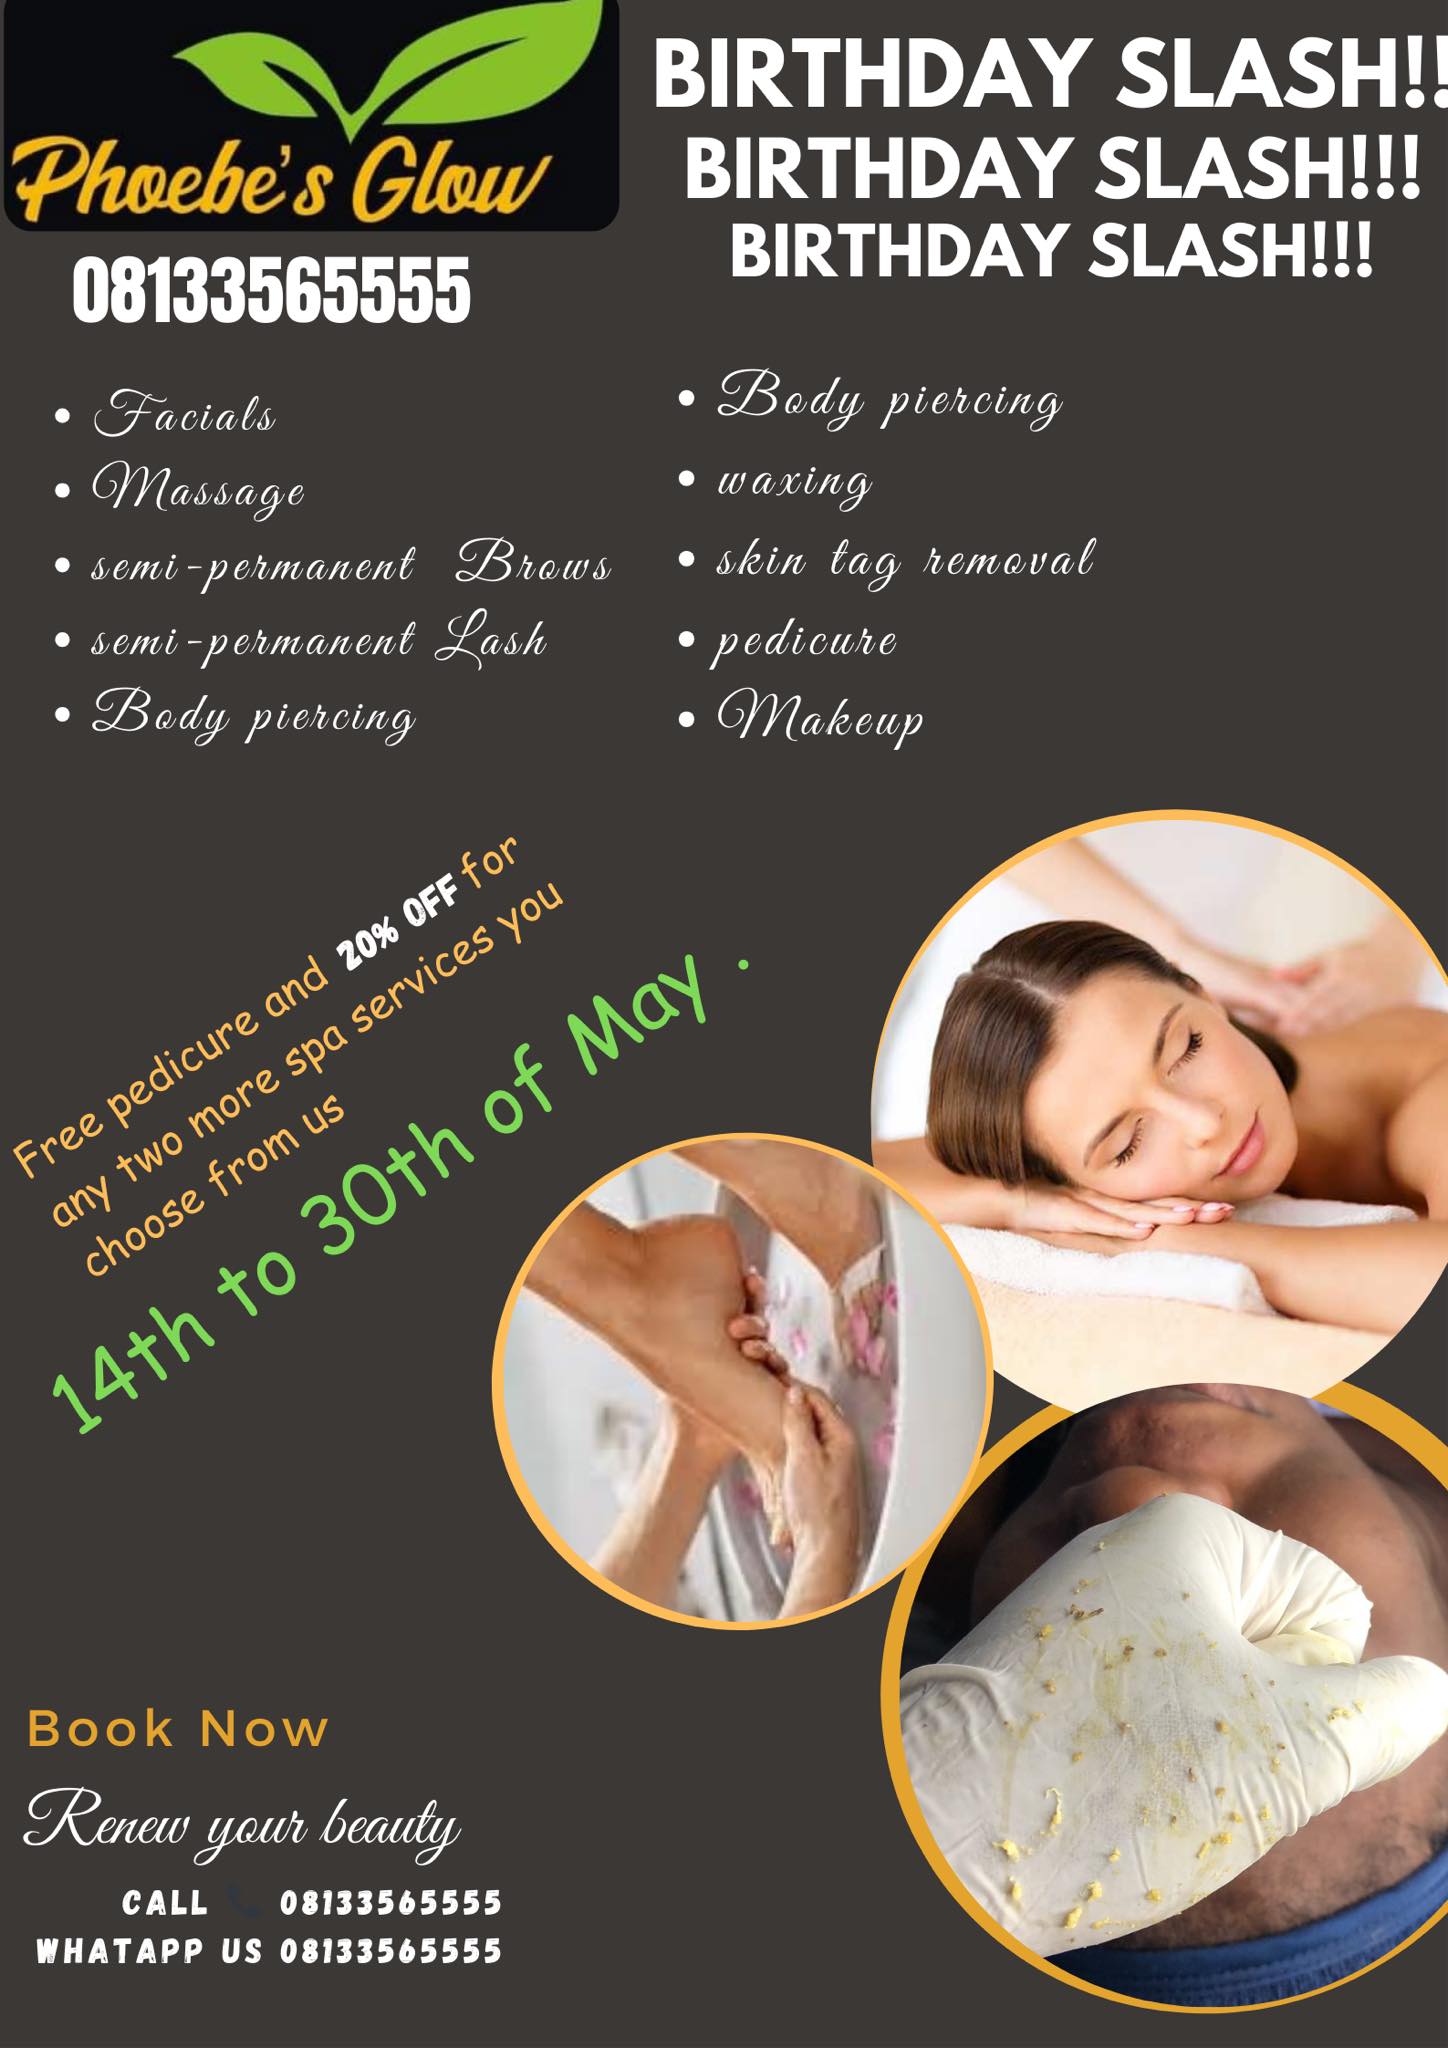 Phoebe's Glow
08133565555
BIRTHDAY SLASH!!
BIRTHDAY SLASH!!!
BIRTHDAY SLASH!!!
Facials
Massage
semi-permanent Brows
semi-permanent Lash
Body piercing
Body piercing
waxing
skin tag removal
pedicure
Makeup
Free pedicure and 20% OFF for
any two more spa services you
choose from us
14th to 30th of May .
Book Now
Renew your beauty
CALL 📞 08133565555
WHATAPP US 08133565555